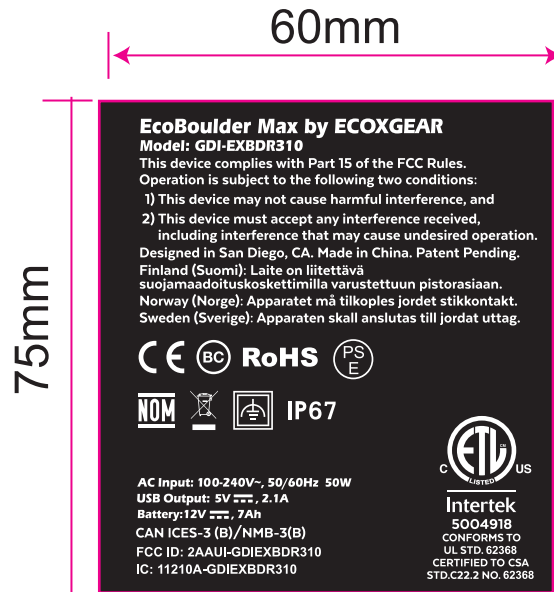 60mm
75mm
EcoBoulder Max by ECOXGEAR
Model: GDI-EXBDR310
This device complies with Part 15 of the FCC Rules.
Operation is subject to the following two conditions:
1) This device may not cause harmful interference, and
2) This device must accept any interference received,
including interference that may cause undesired operation.
Designed in San Diego, CA. Made in China. Patent Pending.
Finland (Suomi): Laite on liitettävä
suojamaadoituskoskettimilla varustettuun pistorasiaan.
Norway (Norge): Apparatet må tilkoples jordet stikkontakt.
Sweden (Sverige): Apparaten skall anslutas till jordat uttag.
CE BC RoHS PS
E
NOM IP67
AC Input: 100-240V~, 50/60Hz 50W
USB Output: 5V ⎓, 2.1A
Battery:12V ⎓, 7Ah
CAN ICES-3 (B)/NMB-3(B)
FCC ID: 2AAUI-GDIEXBDR310
IC: 11210A-GDIEXBDR310
ETL CM
C LISTED US
Intertek
5004918
CONFORMS TO
UL STD. 62368
CERTIFIED TO CSA
STD.C22.2 NO. 62368